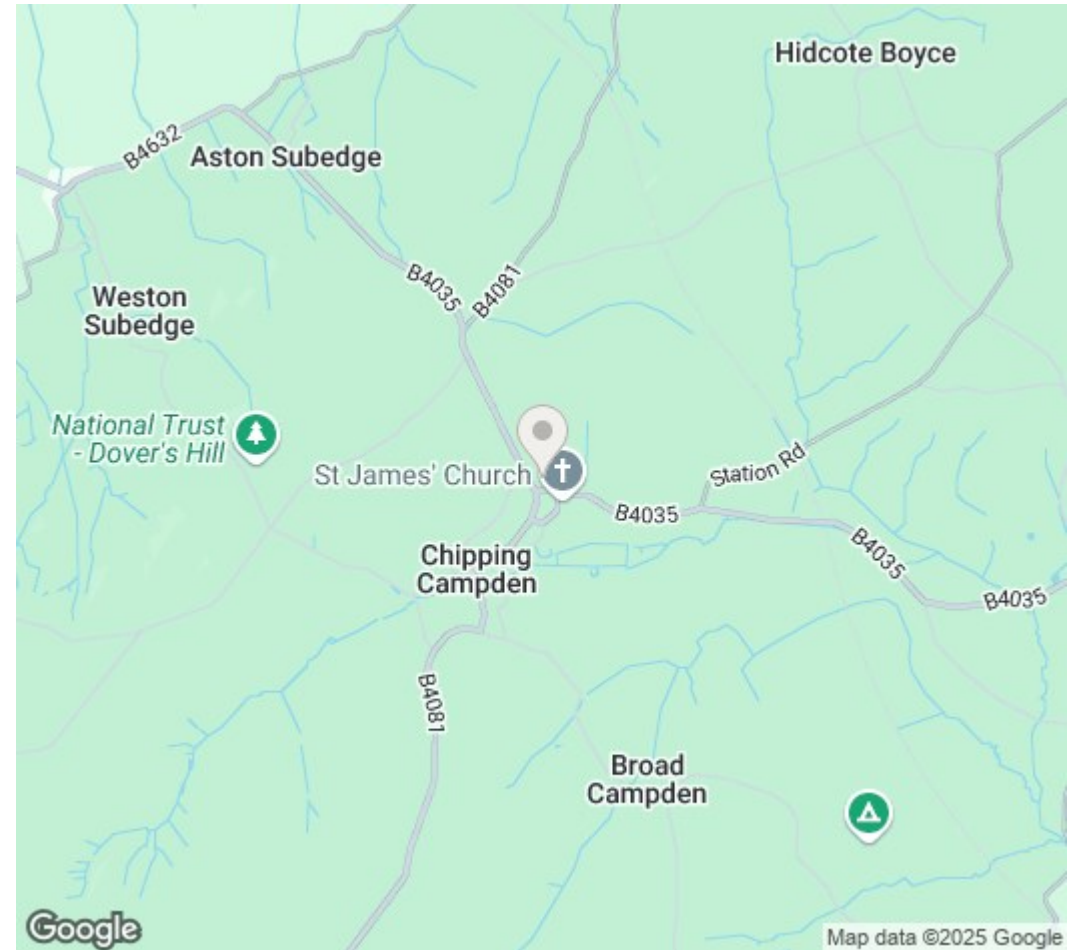 Hidcote Boyce
B4632
Aston Subedge
B4035
B4081
Weston
Subedge
National Trust
- Dover's Hill
St James' Church
Station Rd
B4035
Chipping
Campden
B4035
B4035
B4081
Broad
Campden
Google
Map data ©2025 Google